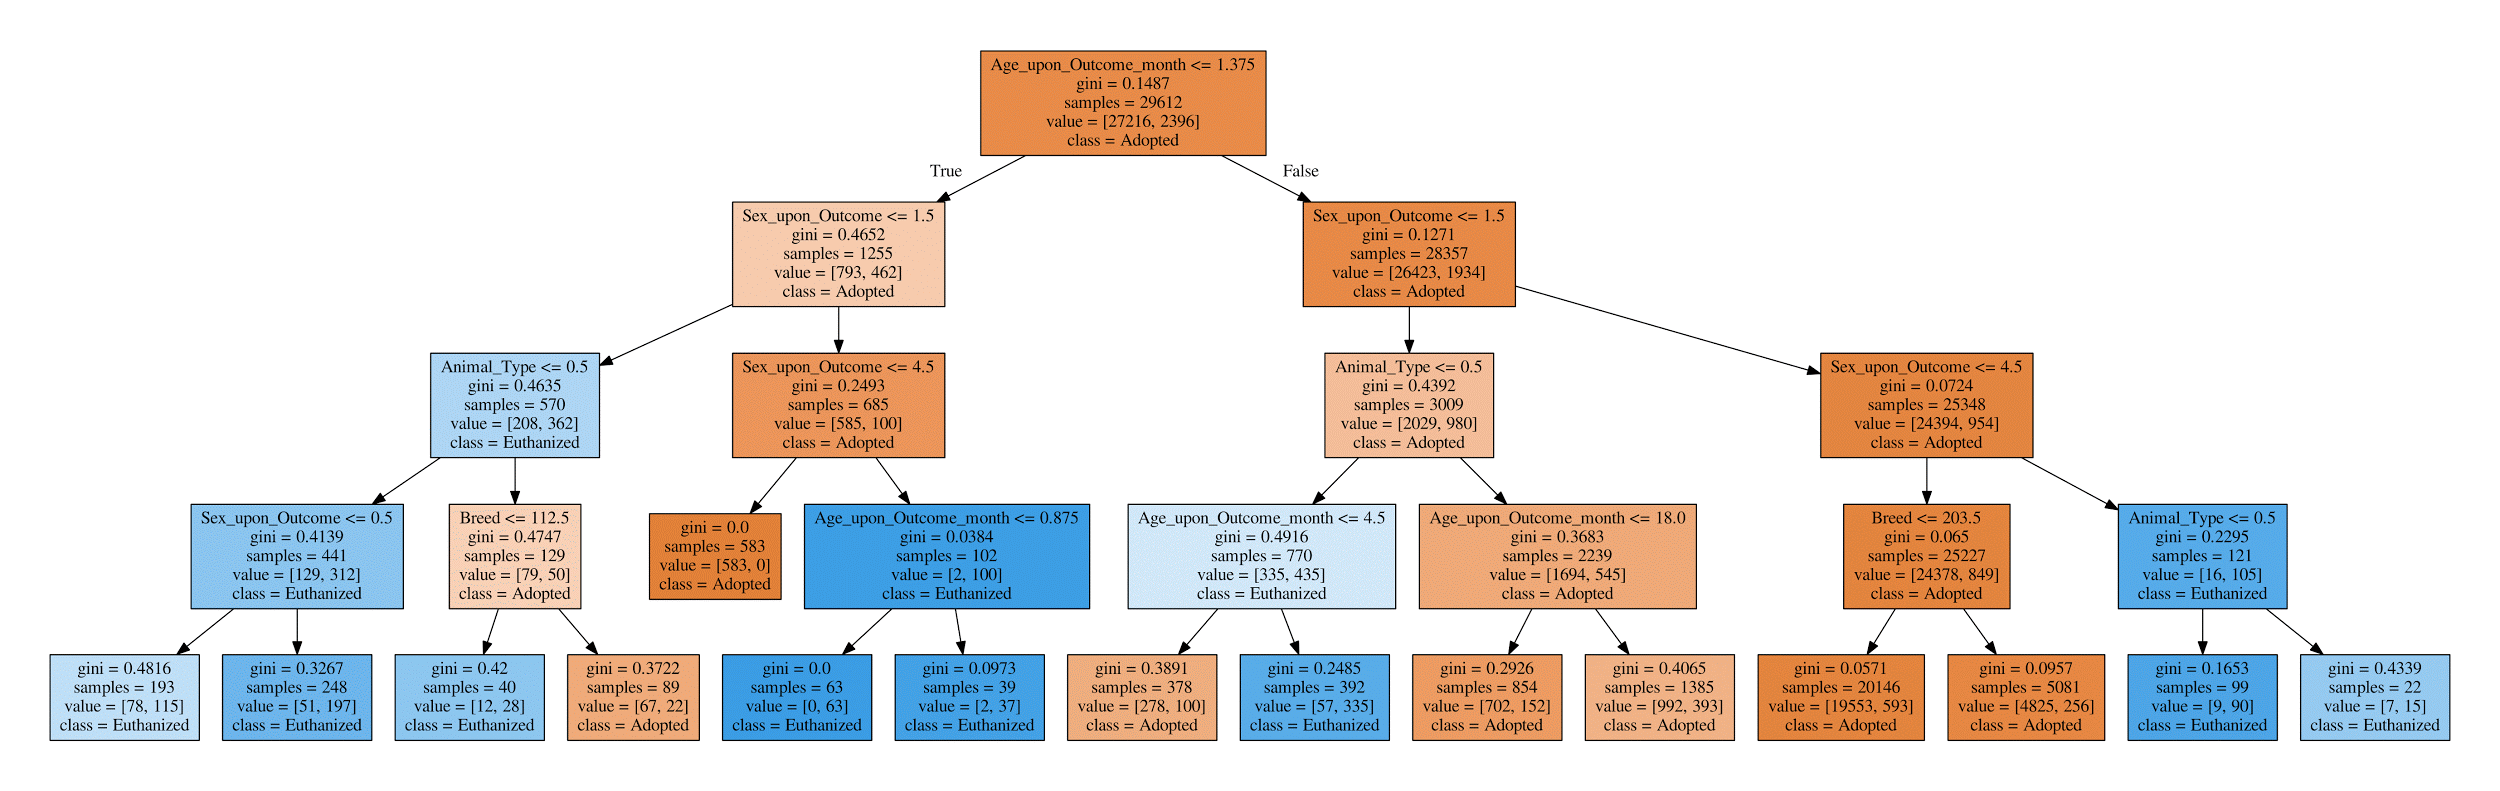 Age_upon_Outcome_month <= 1.375
gini = 0.1487
samples = 29612
value = [27216, 2396]
class = Adopted
True
False
Sex_upon_Outcome <= 1.5
gini = 0.4652
samples = 1255
value = [793, 462]
class = Adopted
Sex_upon_Outcome <= 1.5
gini = 0.1271
samples = 28357
value = [26423, 1934]
class = Adopted
Animal_Type <= 0.5
gini = 0.4635
samples = 570
value = [208, 362]
class = Euthanized
Sex_upon_Outcome <= 4.5
gini = 0.2493
samples = 685
value = [585, 100]
class = Adopted
Animal_Type <= 0.5
gini = 0.4392
samples = 3009
value = [2029, 980]
class = Adopted
Sex_upon_Outcome <= 4.5
gini = 0.0724
samples = 25348
value = [24394, 954]
class = Adopted
Sex_upon_Outcome <= 0.5
gini = 0.4139
samples = 441
value = [129, 312]
class = Euthanized
Breed <= 112.5
gini = 0.4747
samples = 129
value = [79, 50]
class = Adopted
gini = 0.0
samples = 583
value = [583, 0]
class = Adopted
Age_upon_Outcome_month <= 0.875
gini = 0.0384
samples = 102
value = [2, 100]
class = Euthanized
Age_upon_Outcome_month <= 4.5
gini = 0.4916
samples = 770
value = [335, 435]
class = Euthanized
Age_upon_Outcome_month <= 18.0
gini = 0.3683
samples = 2239
value = [1694, 545]
class = Adopted
Breed <= 203.5
gini = 0.065
samples = 25227
value = [24378, 849]
class = Adopted
Animal_Type <= 0.5
gini = 0.2295
samples = 121
value = [16, 105]
class = Euthanized
gini = 0.4816
samples = 193
value = [78, 115]
class = Euthanized
gini = 0.3267
samples = 248
value = [51, 197]
class = Euthanized
gini = 0.42
samples = 40
value = [12, 28]
class = Euthanized
gini = 0.3722
samples = 89
value = [67, 22]
class = Adopted
gini = 0.0
samples = 63
value = [0, 63]
class = Euthanized
gini = 0.0973
samples = 39
value = [2, 37]
class = Euthanized
gini = 0.3891
samples = 378
value = [278, 100]
class = Adopted
gini = 0.2485
samples = 392
value = [57, 335]
class = Euthanized
gini = 0.2926
samples = 854
value = [702, 152]
class = Adopted
gini = 0.4065
samples = 1385
value = [992, 393]
class = Adopted
gini = 0.0571
samples = 20146
value = [19553, 593]
class = Adopted
gini = 0.0957
samples = 5081
value = [4825, 256]
class = Adopted
gini = 0.1653
samples = 99
value = [9, 90]
class = Euthanized
gini = 0.4339
samples = 22
value = [7, 15]
class = Euthanized